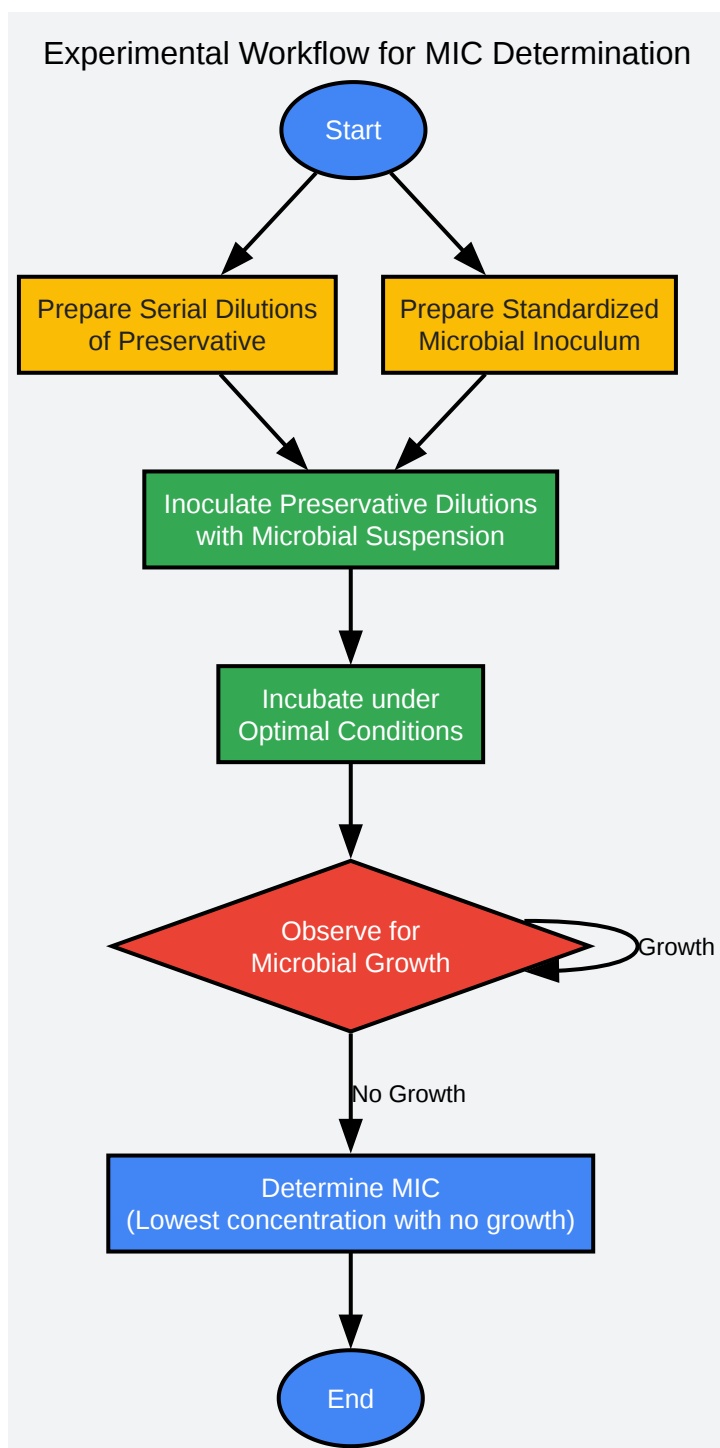 Experimental Workflow for MIC Determination
Start
Prepare Serial Dilutions
of Preservative
Prepare Standardized
Microbial Inoculum
Inoculate Preservative Dilutions
with Microbial Suspension
Incubate under
Optimal Conditions
Observe for
Microbial Growth
Growth
No Growth
Determine MIC
(Lowest concentration with no growth)
End